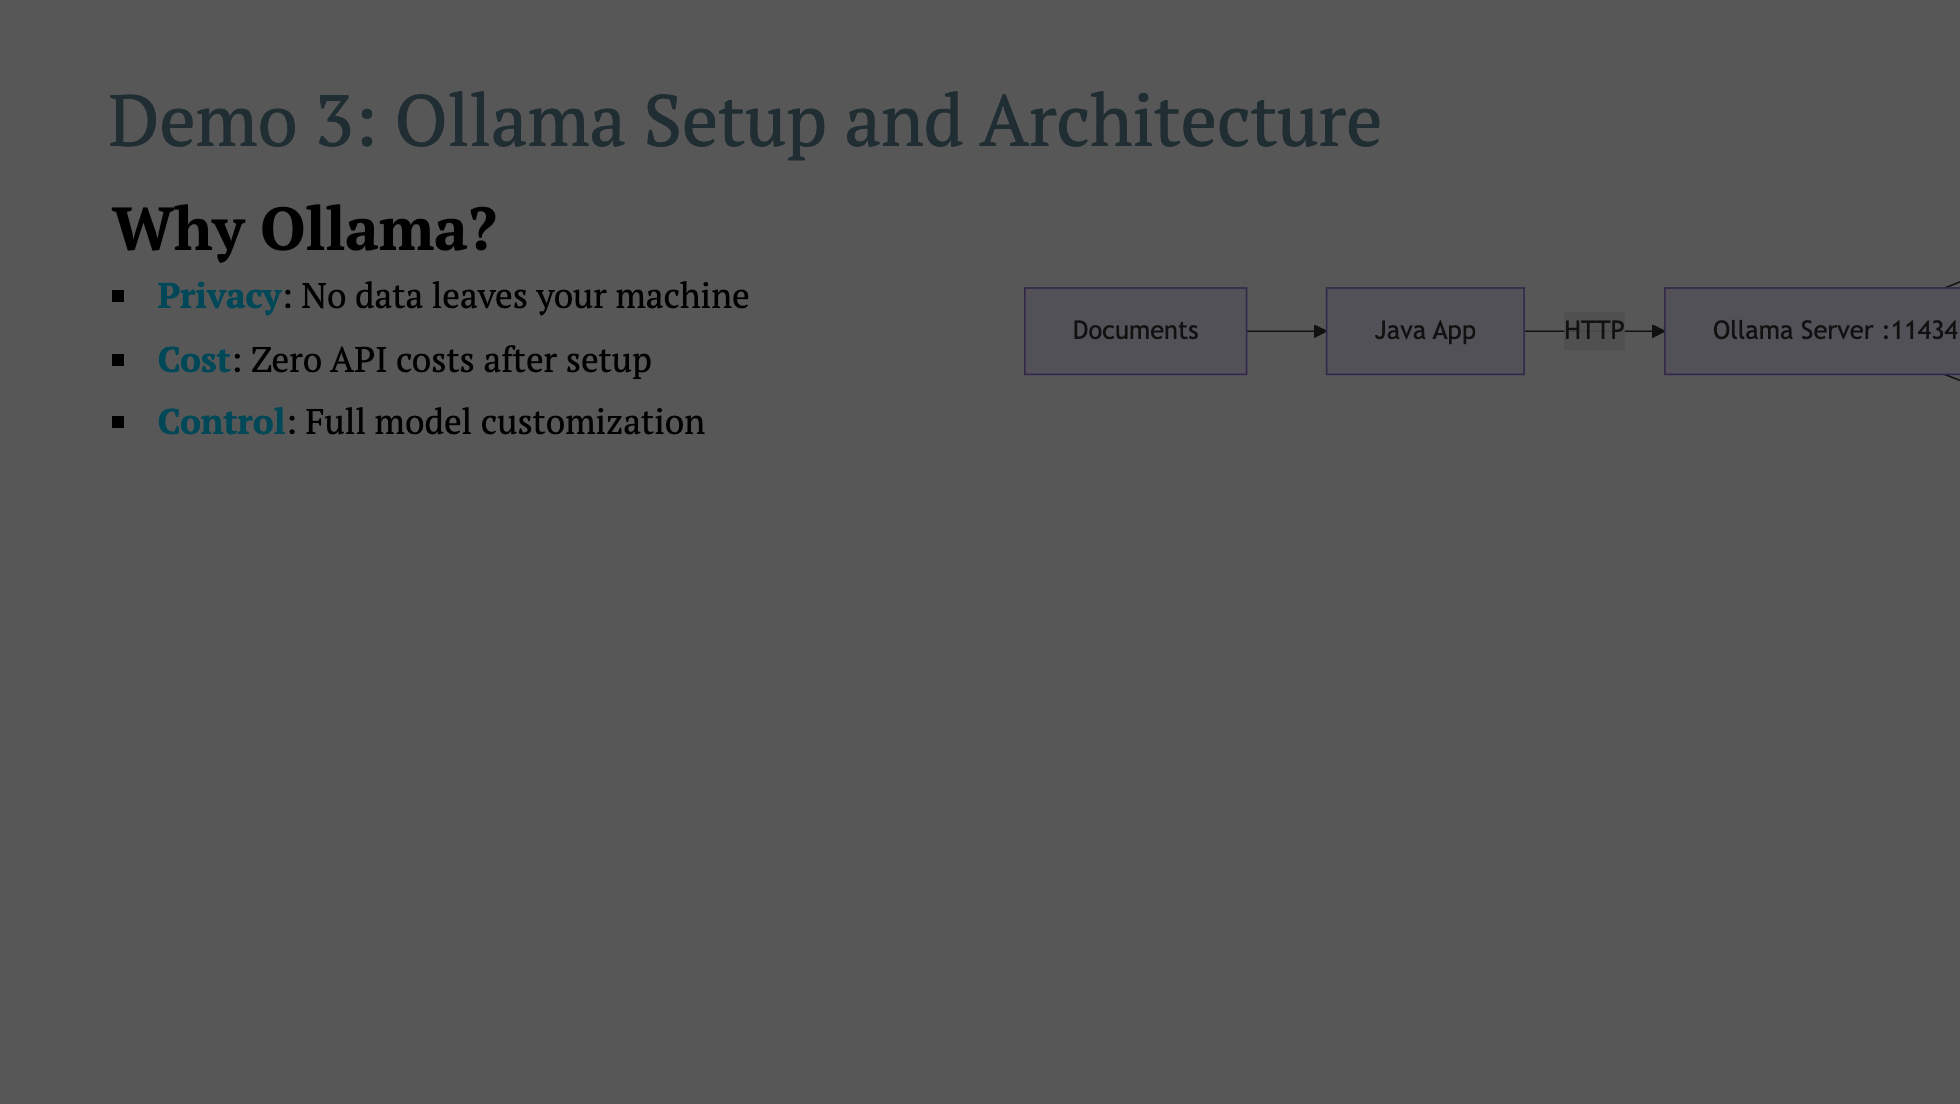 Demo 3: Ollama Setup and Architecture
Why Ollama?
Privacy: No data leaves your machine
Cost: Zero API costs after setup
Control: Full model customization
Documents
Java App
HTTP
Ollama Server :11434